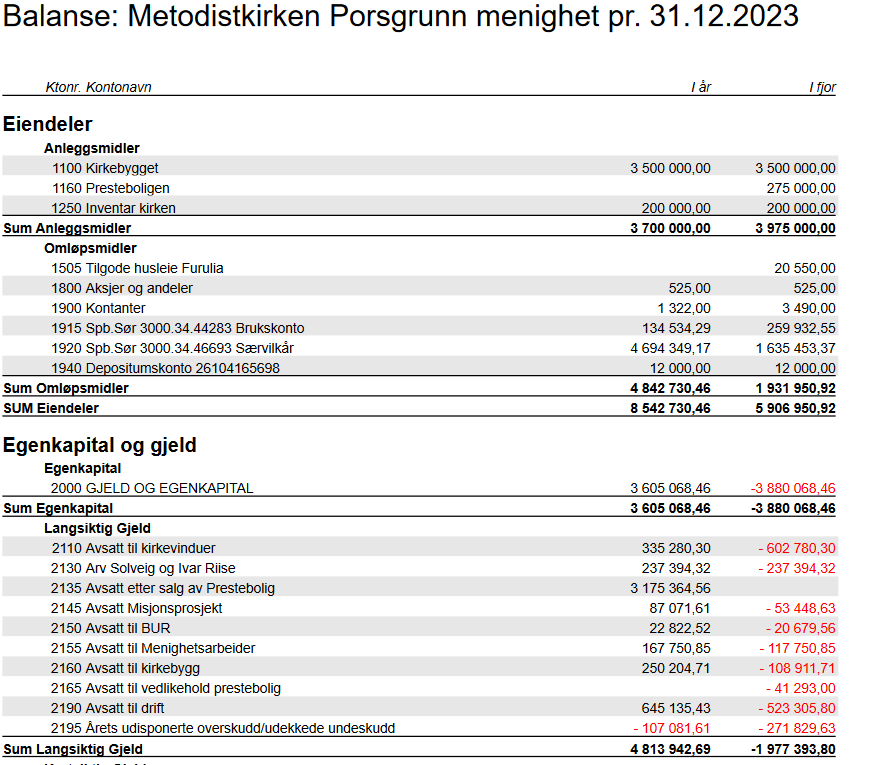 Balanse: Metodistkirken Porsgrunn menighet pr. 31.12.2023
Ktonr. Kontonavn I år I fjor
Eiendeler
Anleggsmidler
1100 Kirkebygget 3 500 000,00 3 500 000,00
1160 Presteboligen 275 000,00
1250 Inventar kirken 200 000,00 200 000,00
Sum Anleggsmidler 3 700 000,00 3 975 000,00
Omløpsmidler
1505 Tilgode husleie Furulia 20 550,00
1800 Aksjer og andeler 525,00 525,00
1900 Kontanter 1 322,00 3 490,00
1915 Spb.Sør 3000.34.44283 Brukskonto 134 534,29 259 932,55
1920 Spb.Sør 3000.34.46693 Særvilkår 4 694 349,17 1 635 453,37
1940 Depositumskonto 26104165698 12 000,00 12 000,00
Sum Omløpsmidler 4 842 730,46 1 931 950,92
SUM Eiendeler 8 542 730,46 5 906 950,92
Egenkapital og gjeld
Egenkapital
2000 GJELD OG EGENKAPITAL 3 605 068,46 -3 880 068,46
Sum Egenkapital 3 605 068,46 -3 880 068,46
Langsiktig Gjeld
2110 Avsatt til kirkevinduer 335 280,30 - 602 780,30
2130 Arv Solveig og Ivar Riise 237 394,32 - 237 394,32
2135 Avsatt etter salg av Prestebolig 3 175 364,56
2145 Avsatt Misjonsprosjekt 87 071,61 - 53 448,63
2150 Avsatt til BUR 22 822,52 - 20 679,56
2155 Avsatt til Menighetsarbeider 167 750,85 - 117 750,85
2160 Avsatt til kirkebygg 250 204,71 - 108 911,71
2165 Avsatt til vedlikehold prestebolig - 41 293,00
2190 Avsatt til drift 645 135,43 - 523 305,80
2195 Årets udisponerte overskudd/udekkede undeskudd - 107 081,61 - 271 829,63
Sum Langsiktig Gjeld 4 813 942,69 -1 977 393,80